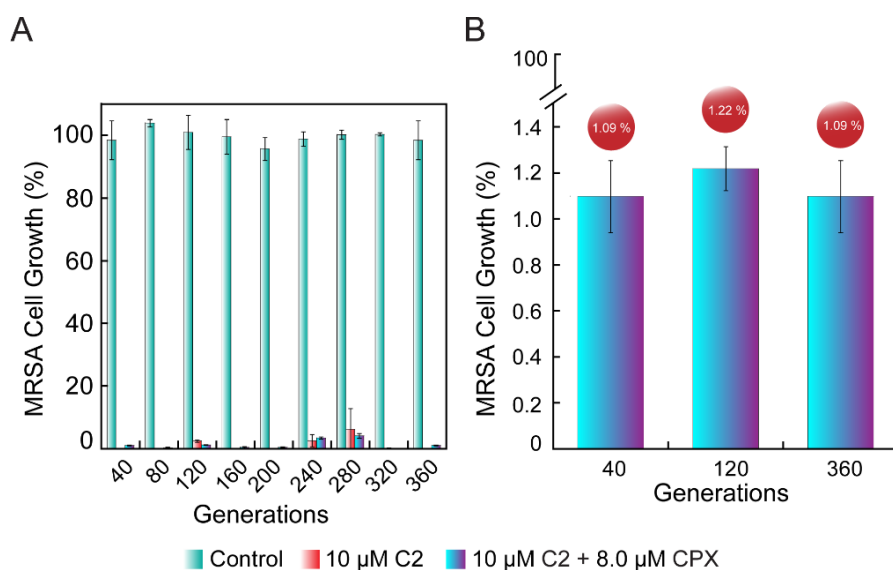 A
MRSA Cell Growth (%)
100
80
60
40
20
0
40 80 120 160 200 240 280 320 360
Generations
B
MRSA Cell Growth (%)
100
1.4
1.2
1.0
0.8
0.6
0.4
0.2
0
1.09 %
1.22 %
1.09 %
40 120 360
Generations
Control 10 µM C2 10 µM C2 + 8.0 µM CPX